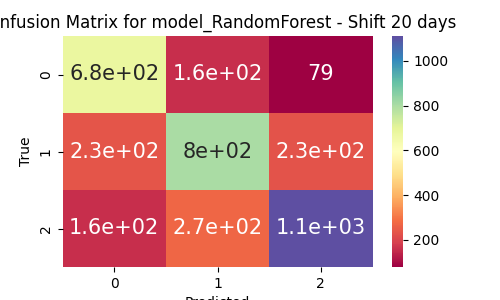 nfusion Matrix for model_RandomForest - Shift 20 days
0 6.8e+02 1.6e+02 79
True 1 2.3e+02 8e+02 2.3e+02
2 1.6e+02 2.7e+02 1.1e+03
0 1 2
Predicted
1000
800
600
400
200